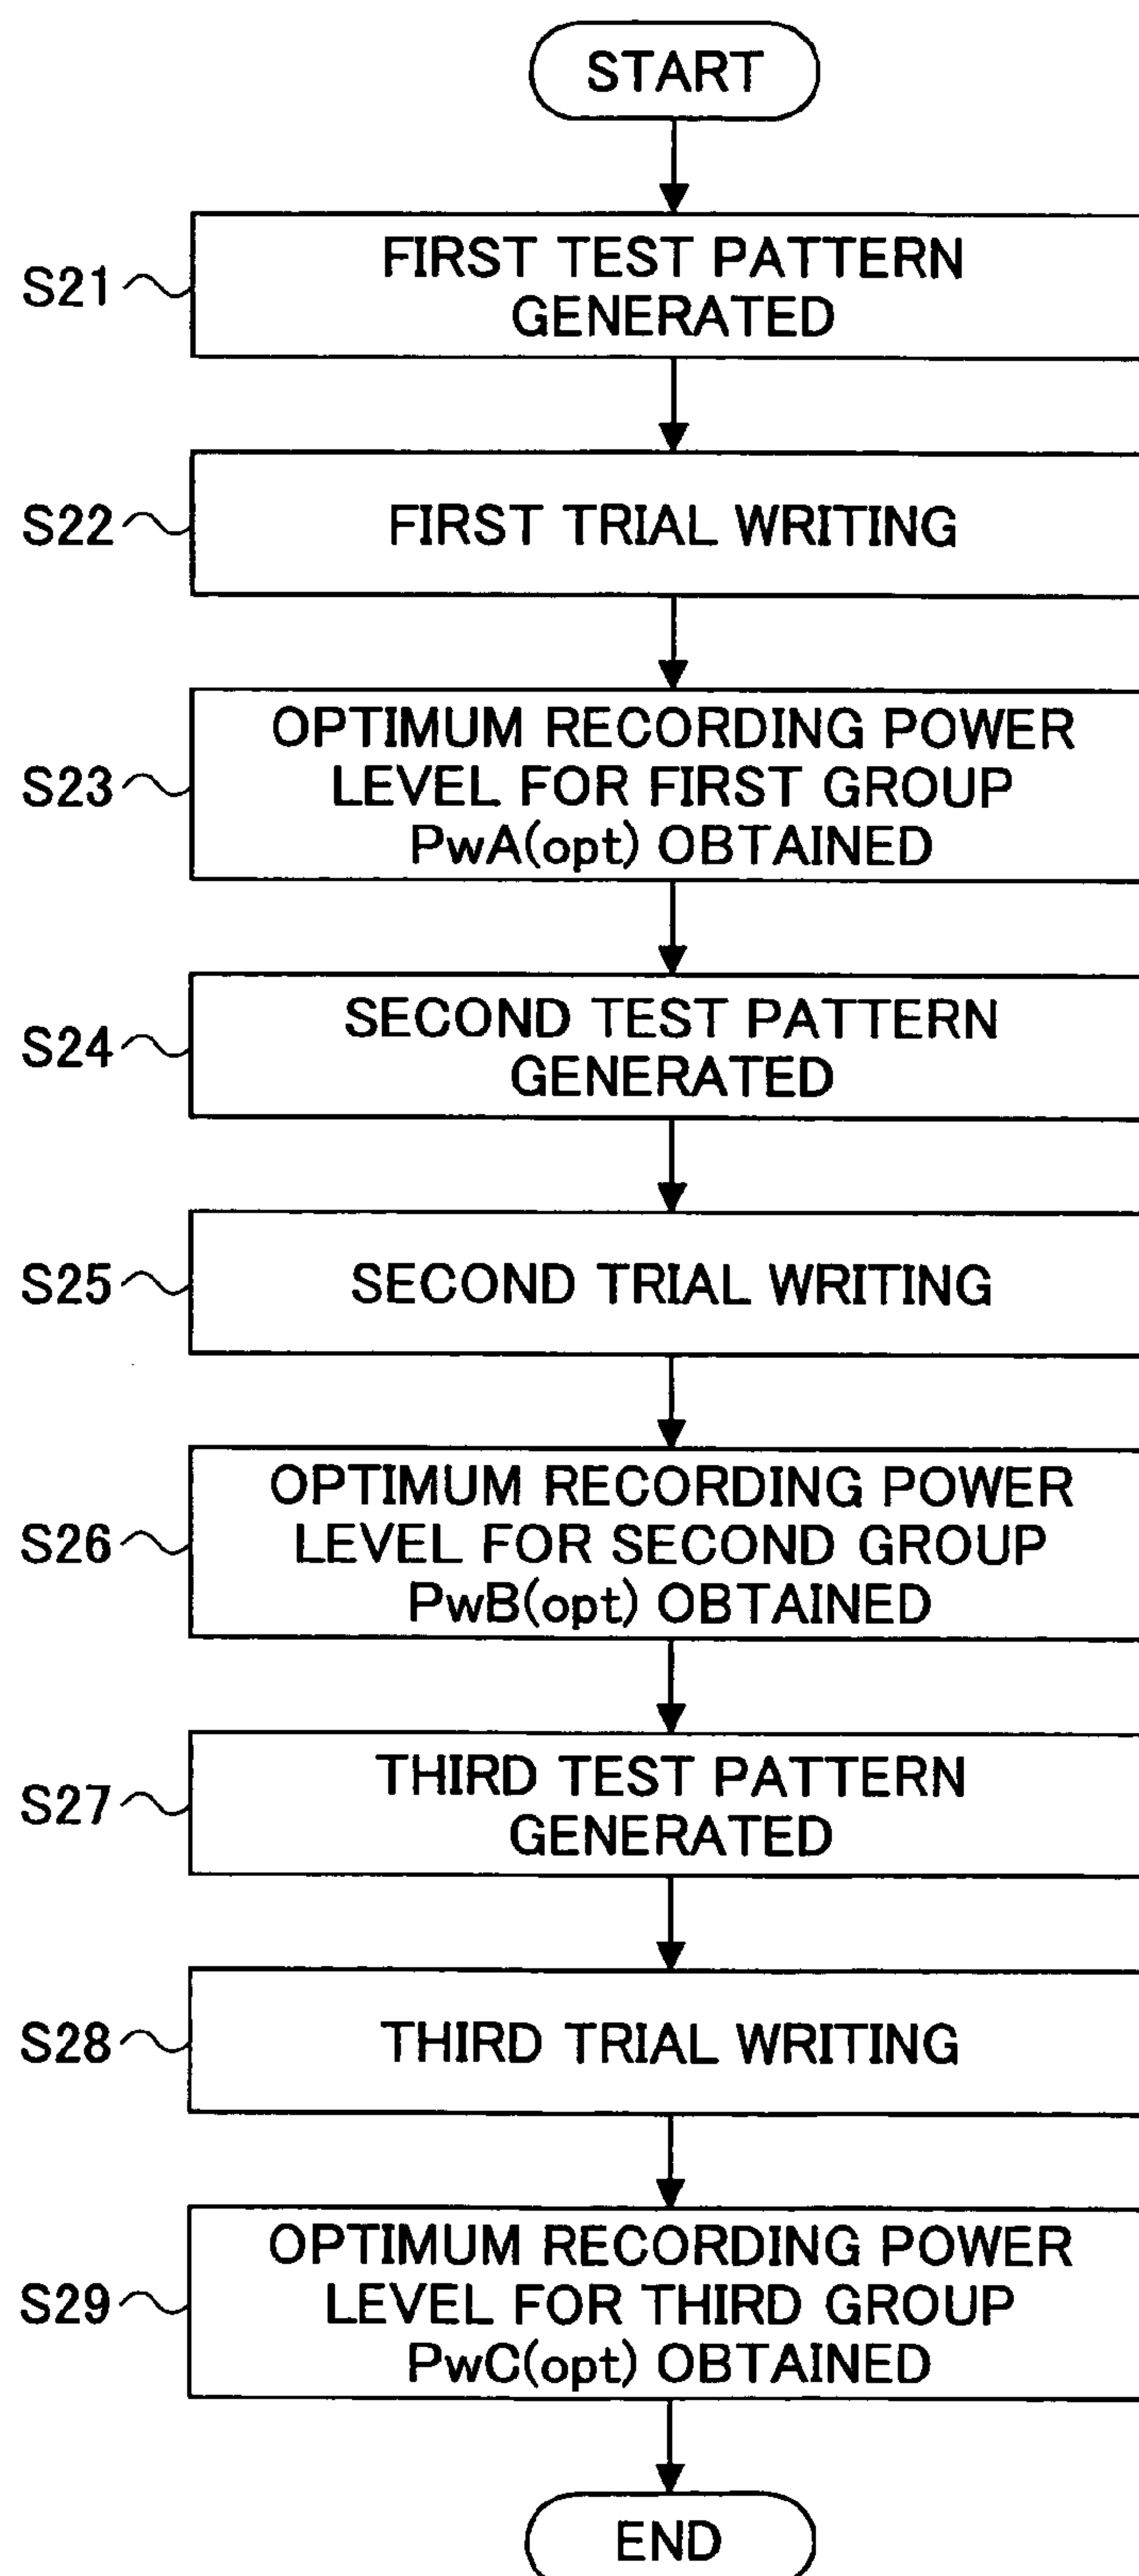 START
S21
FIRST TEST PATTERN
GENERATED
S22
FIRST TRIAL WRITING
S23
OPTIMUM RECORDING POWER
LEVEL FOR FIRST GROUP
PwA(opt) OBTAINED
S24
SECOND TEST PATTERN
GENERATED
S25
SECOND TRIAL WRITING
S26
OPTIMUM RECORDING POWER
LEVEL FOR SECOND GROUP
PwB(opt) OBTAINED
S27
THIRD TEST PATTERN
GENERATED
S28
THIRD TRIAL WRITING
S29
OPTIMUM RECORDING POWER
LEVEL FOR THIRD GROUP
PwC(opt) OBTAINED
END